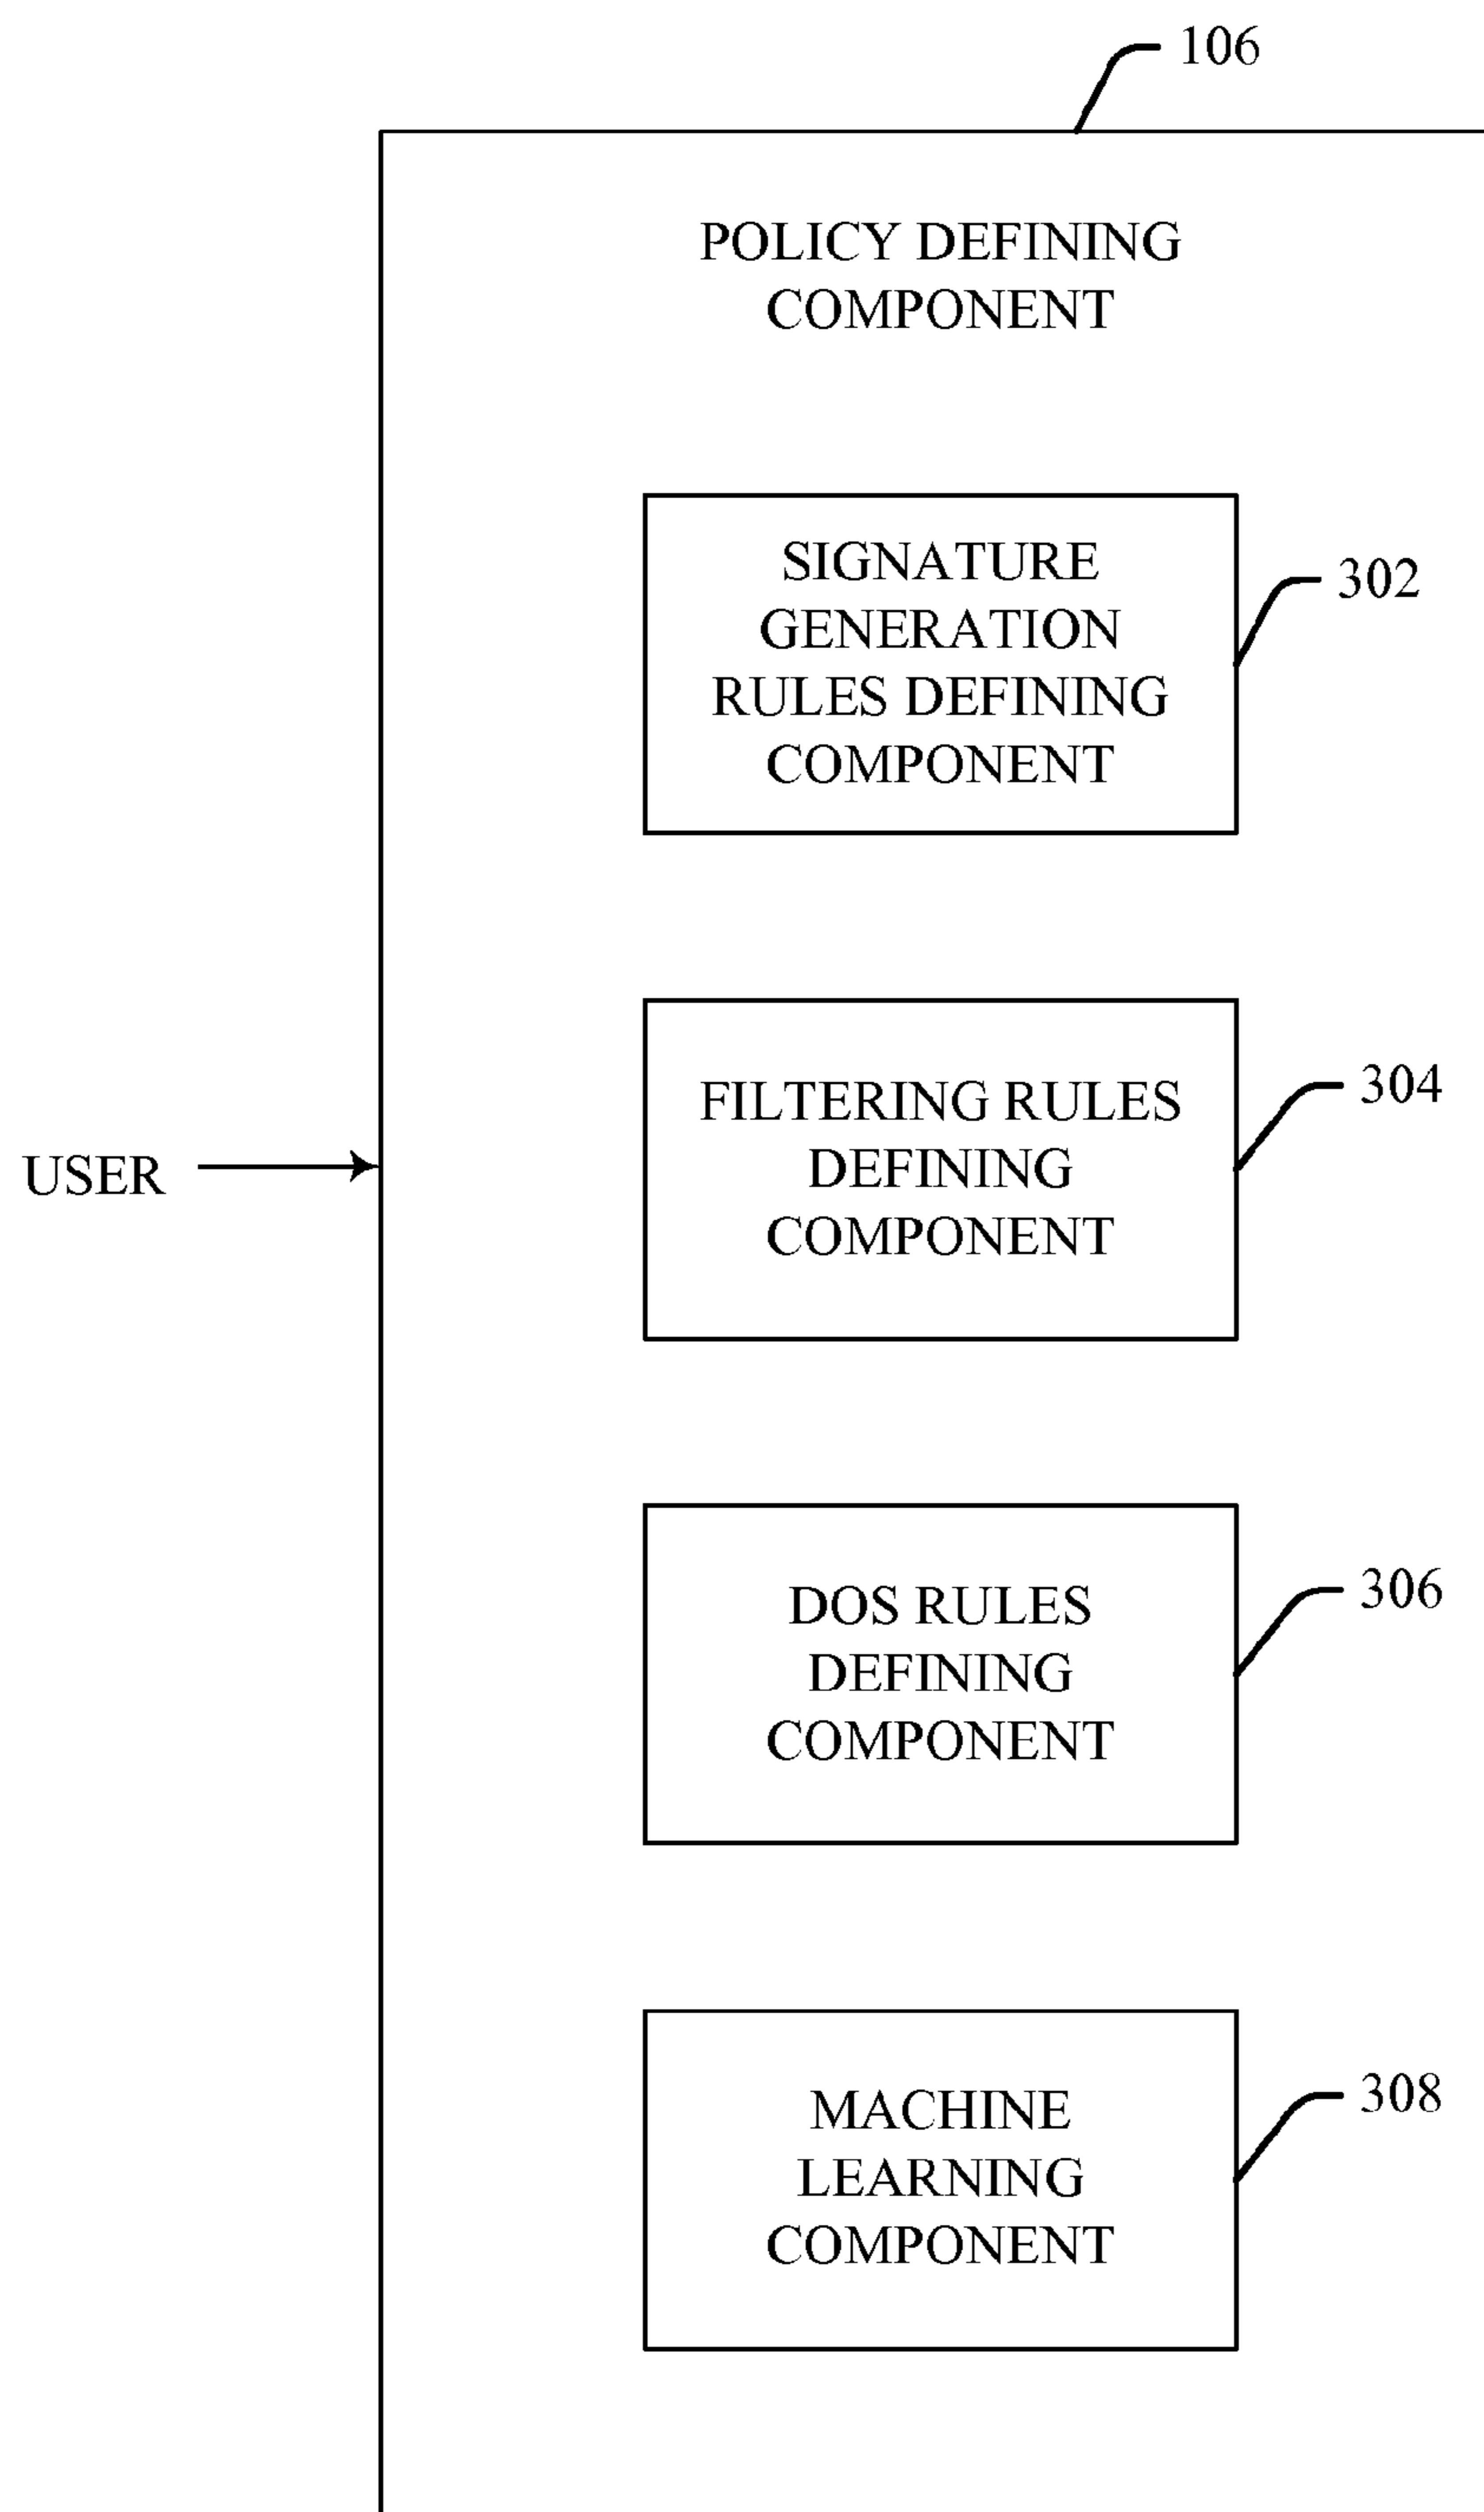 106
POLICY DEFINING
COMPONENT
SIGNATURE
GENERATION
RULES DEFINING
COMPONENT
302
FILTERING RULES
DEFINING
COMPONENT
304
USER
DOS RULES
DEFINING
COMPONENT
306
MACHINE
LEARNING
COMPONENT
308